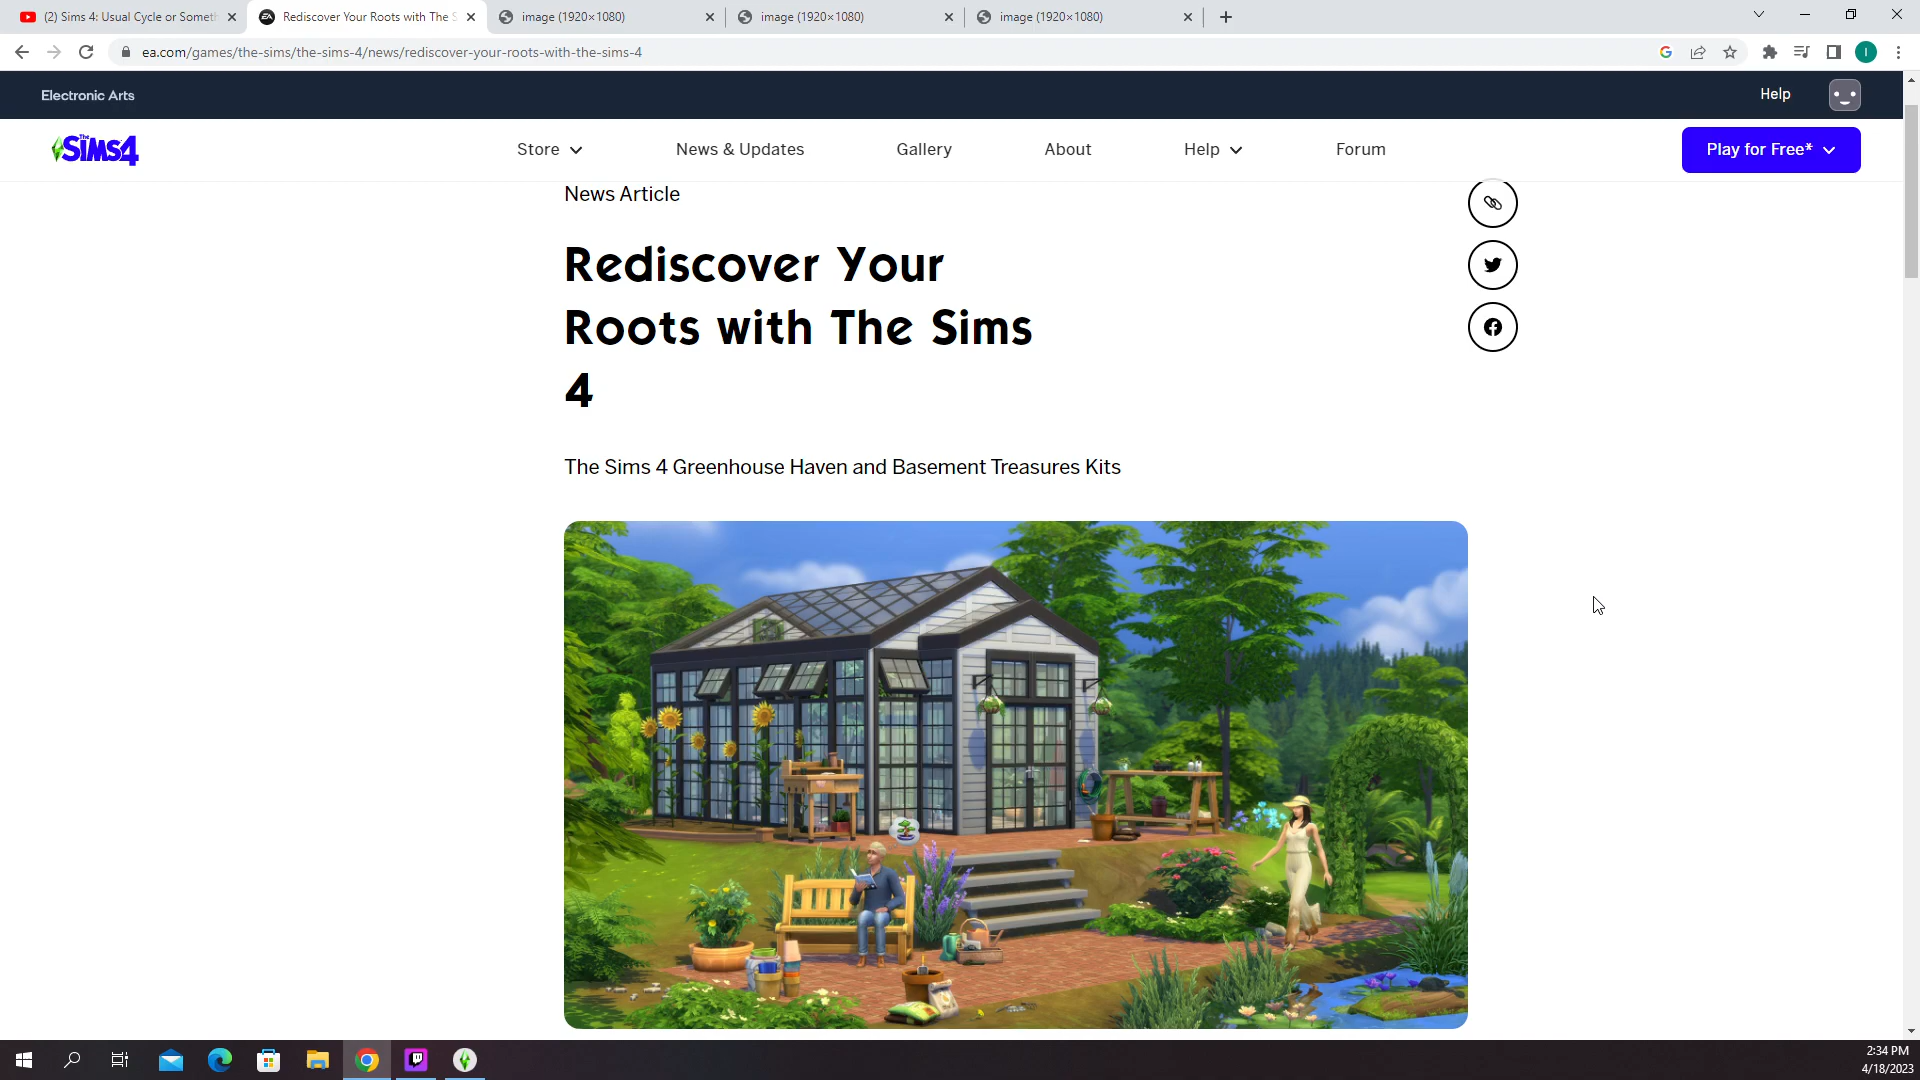 (2) Sims 4: Usual Cycle or Someth
Rediscover Your Roots with The S
image (1920×1080)
image (1920×1080)
image (1920×1080)
ea.com/games/the-sims/the-sims-4/news/rediscover-your-roots-with-the-sims-4
I
Electronic Arts
Help
The SiMS4
Store
News & Updates
Gallery
About
Help
Forum
Play for Free*
News Article
Rediscover Your
Roots with The Sims
4
The Sims 4 Greenhouse Haven and Basement Treasures Kits
2:34 PM
4/18/2023